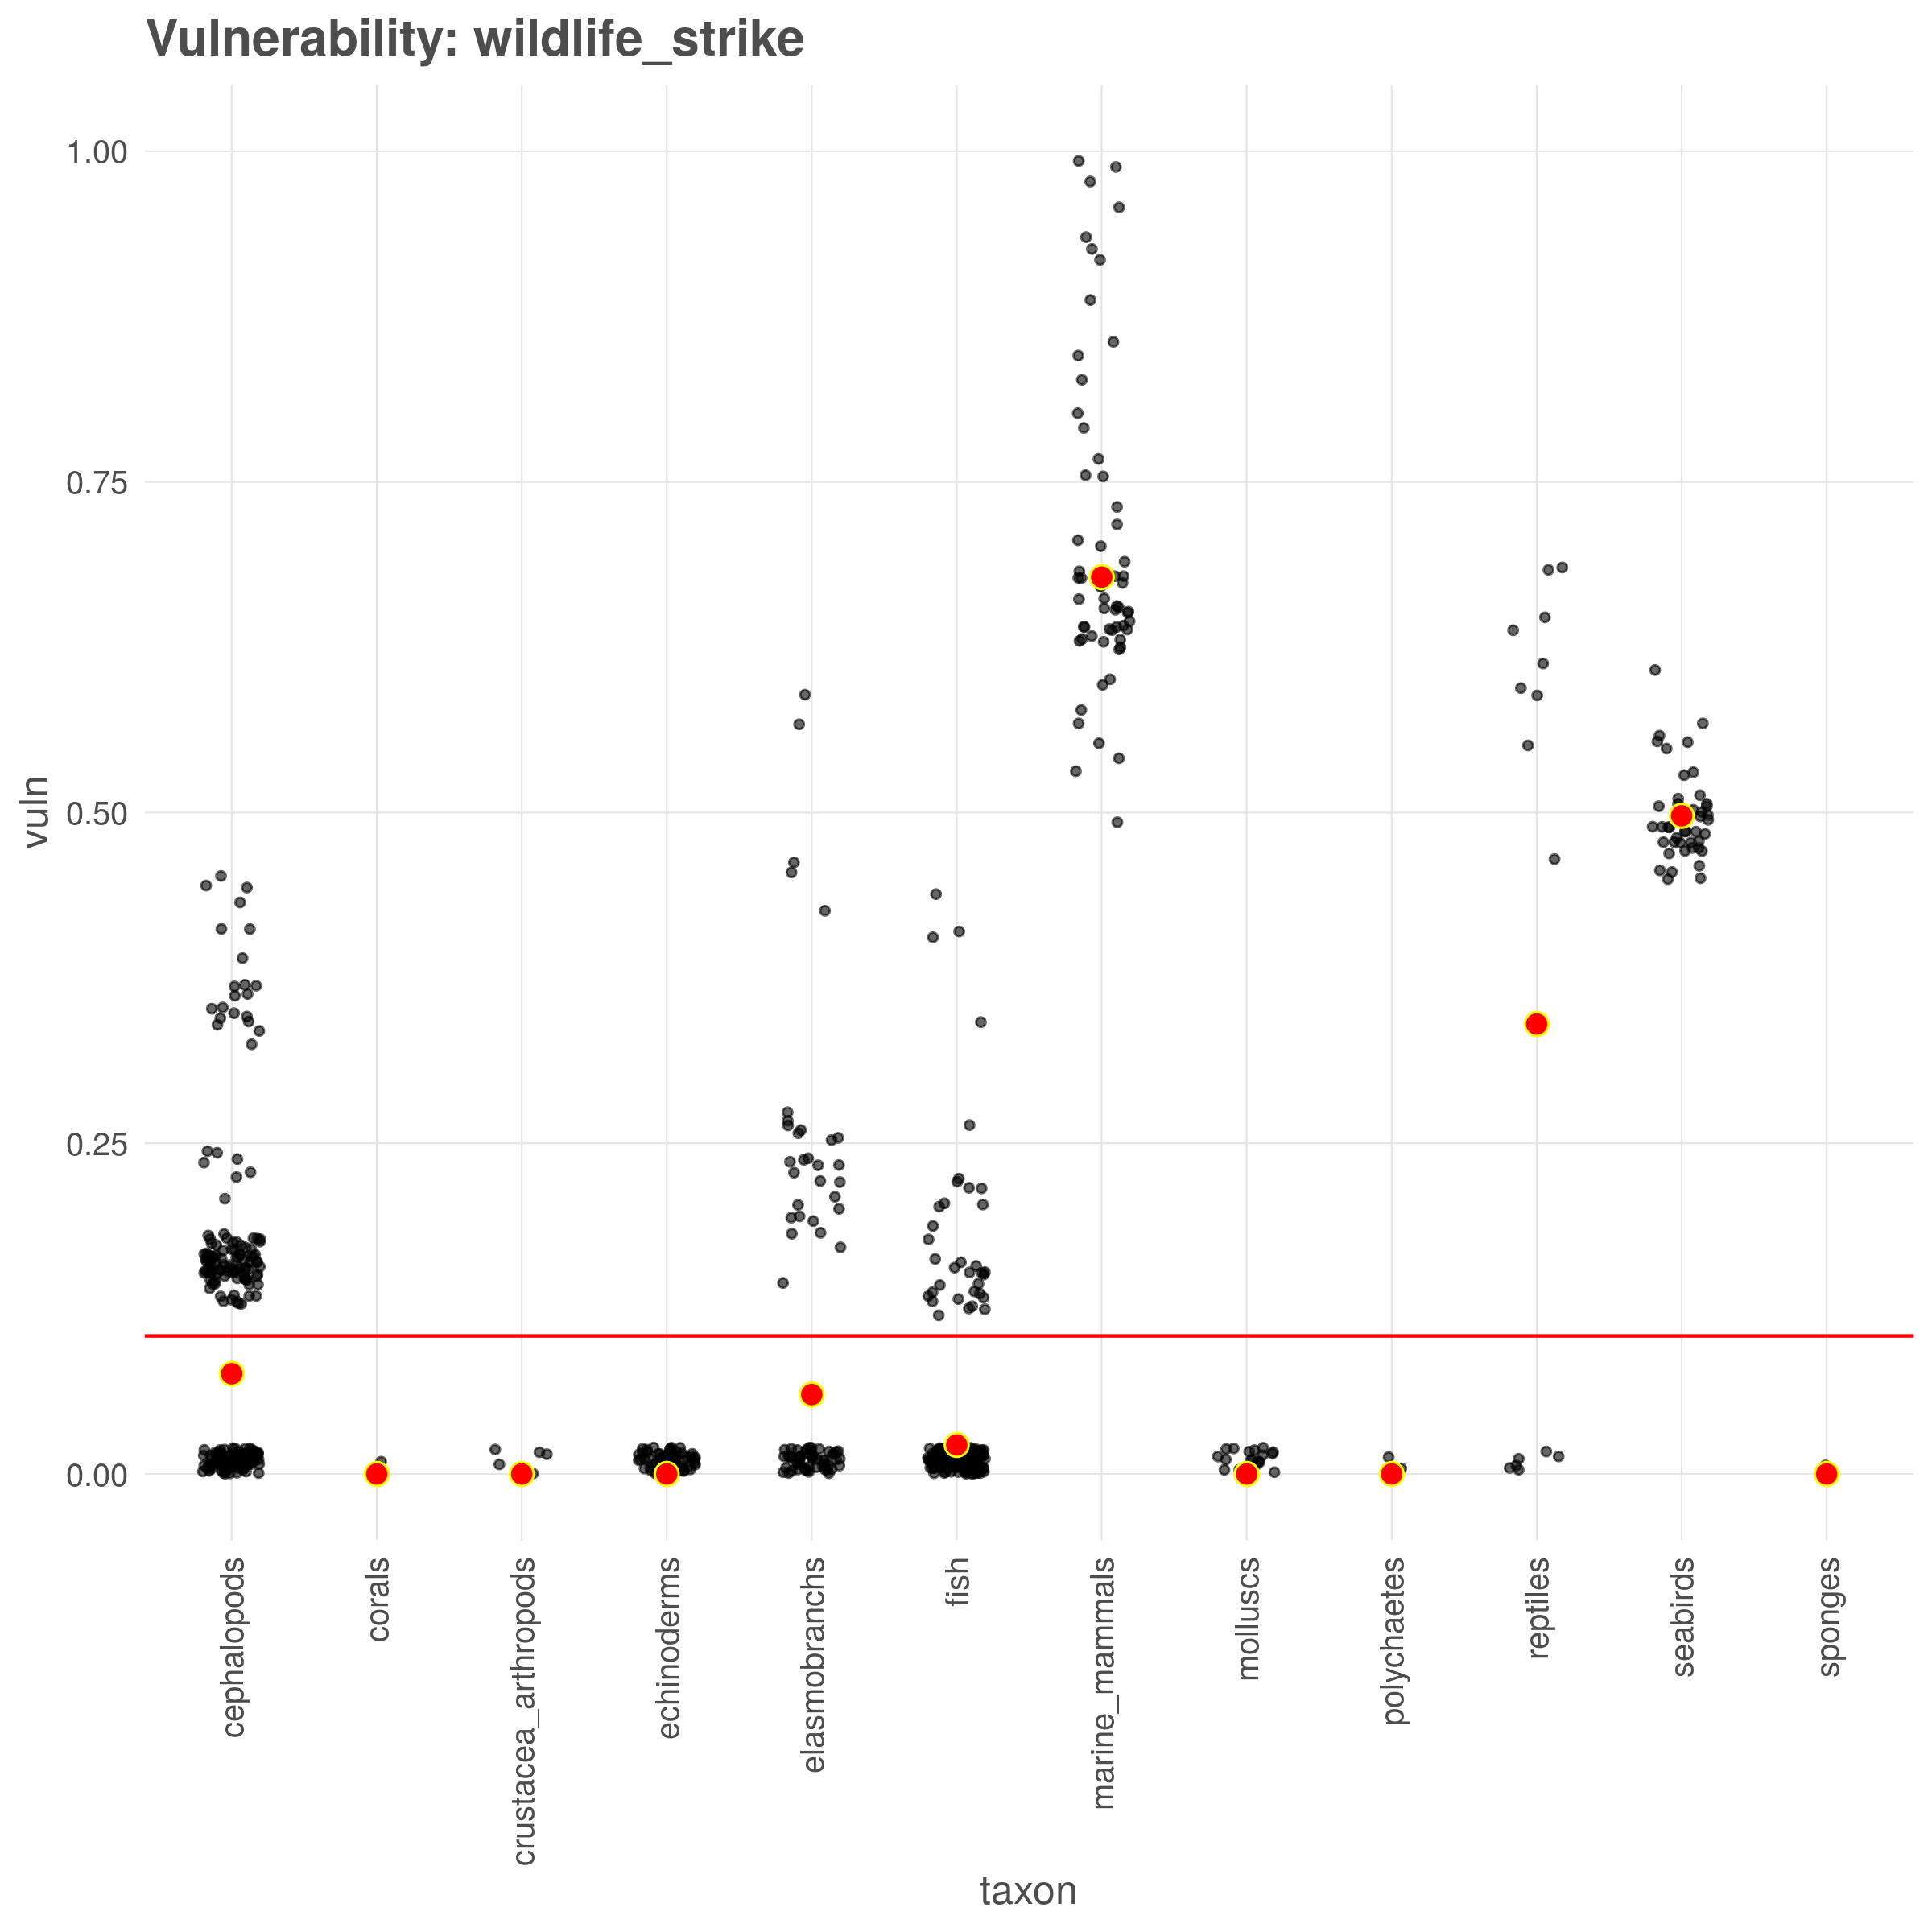 Vulnerability: wildlife_strike
vuln
1.00
0.75
0.50
0.25
0.00
cephalopods
corals
crustacea_arthropods
echinoderms
elasmobranchs
fish
marine_mammals
molluscs
polychaetes
reptiles
seabirds
sponges
taxon